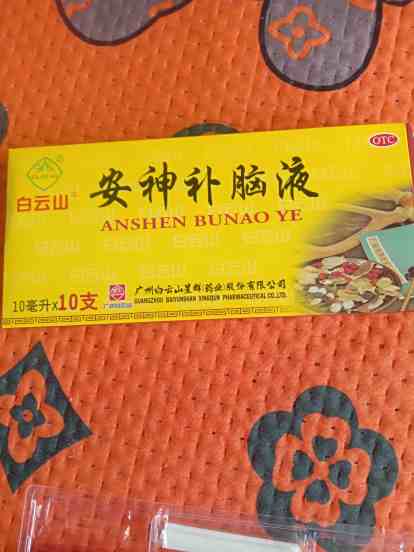 OTC
白云山
安神补脑液
ANSHEN BUNAO YE
10毫升x10支
广州白云山星群(药业)股份有限公司
GUANGZHOU BAIYUNSHAN XINGQUN PHARMACEUTICAL CO.,LTD.